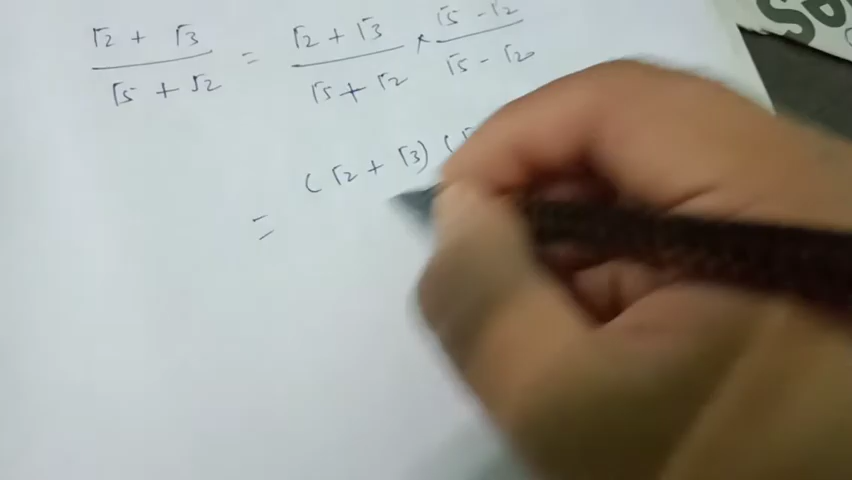 √2 + √3 / √5 + √2 = √2 + √3 / √5 + √2 × √5 - √2 / √5 - √2
= (√2 + √3) (√